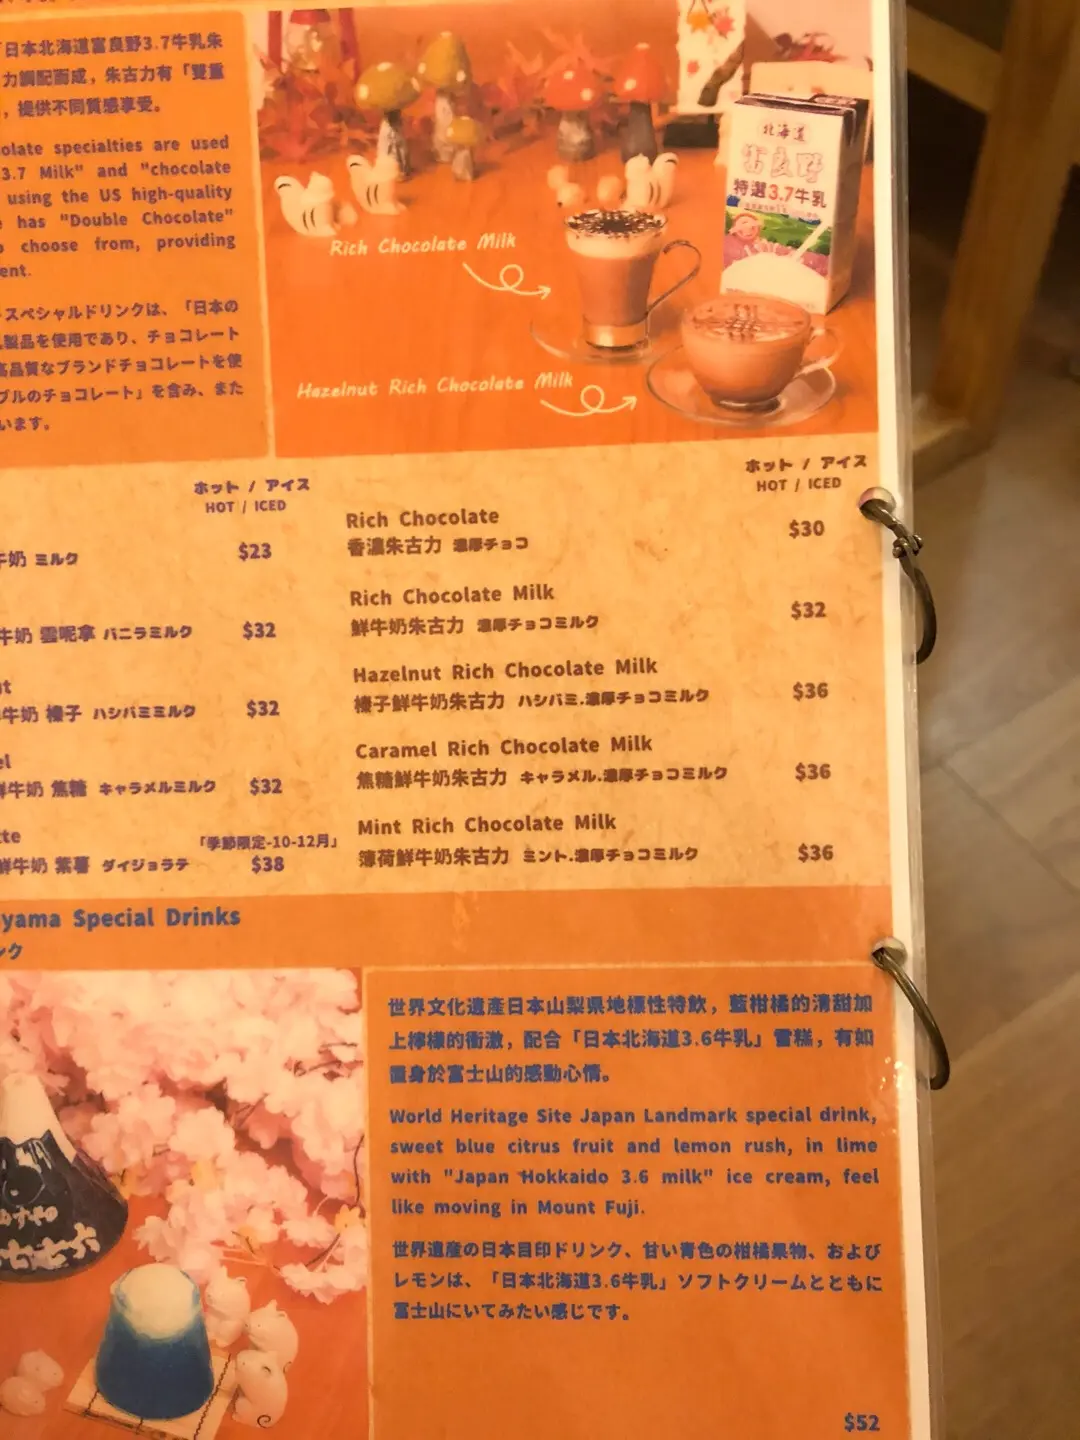 「日本北海道富良野3.7牛乳朱
力調配而成，朱古力有「雙重
，提供不同質感享受。
olate specialties are used
3.7 Milk" and "chocolate
using the US high-quality
e has "Double Chocolate"
o choose from, providing
ent.
スペシャルドリンクは、「日本の
製品を使用であり、チョコレート
高品質なブランドチョコレートを使
ブルのチョコレート」を含み、また
います。
北海道
富良野
特選3.7牛乳
Rich Chocolate Milk
Hazelnut Rich Chocolate Milk
ホット / アイス
HOT / ICED
牛奶 ミルク $23
牛奶 雲呢拿 バニラミルク $32
ut
牛奶 榛子 ハシバミミルク $32
el
鮮牛奶 焦糖 キャラメルミルク $32
tte 「季節限定-10-12月」
鮮牛奶 紫薯 ダイジョラテ $38
ホット / アイス
HOT / ICED
Rich Chocolate
香濃朱古力 濃厚チョコ $30
Rich Chocolate Milk
鮮牛奶朱古力 濃厚チョコミルク $32
Hazelnut Rich Chocolate Milk
榛子鮮牛奶朱古力 ハシバミ.濃厚チョコミルク $36
Caramel Rich Chocolate Milk
焦糖鮮牛奶朱古力 キャラメル.濃厚チョコミルク $36
Mint Rich Chocolate Milk
薄荷鮮牛奶朱古力 ミント.濃厚チョコミルク $36
yama Special Drinks
ンク
世界文化遺產日本山梨県地標性特飲，藍柑橘的清甜加
上檸檬的衝激，配合「日本北海道3.6牛乳」雪糕，有如
置身於富士山的感動心情。
World Heritage Site Japan Landmark special drink,
sweet blue citrus fruit and lemon rush, in lime
with "Japan Hokkaido 3.6 milk" ice cream, feel
like moving in Mount Fuji.
世界遺産の日本目印ドリンク、甘い青色の柑橘果物、および
レモンは、「日本北海道3.6牛乳」ソフトクリームとともに
富士山にいてみたい感じです。
$52